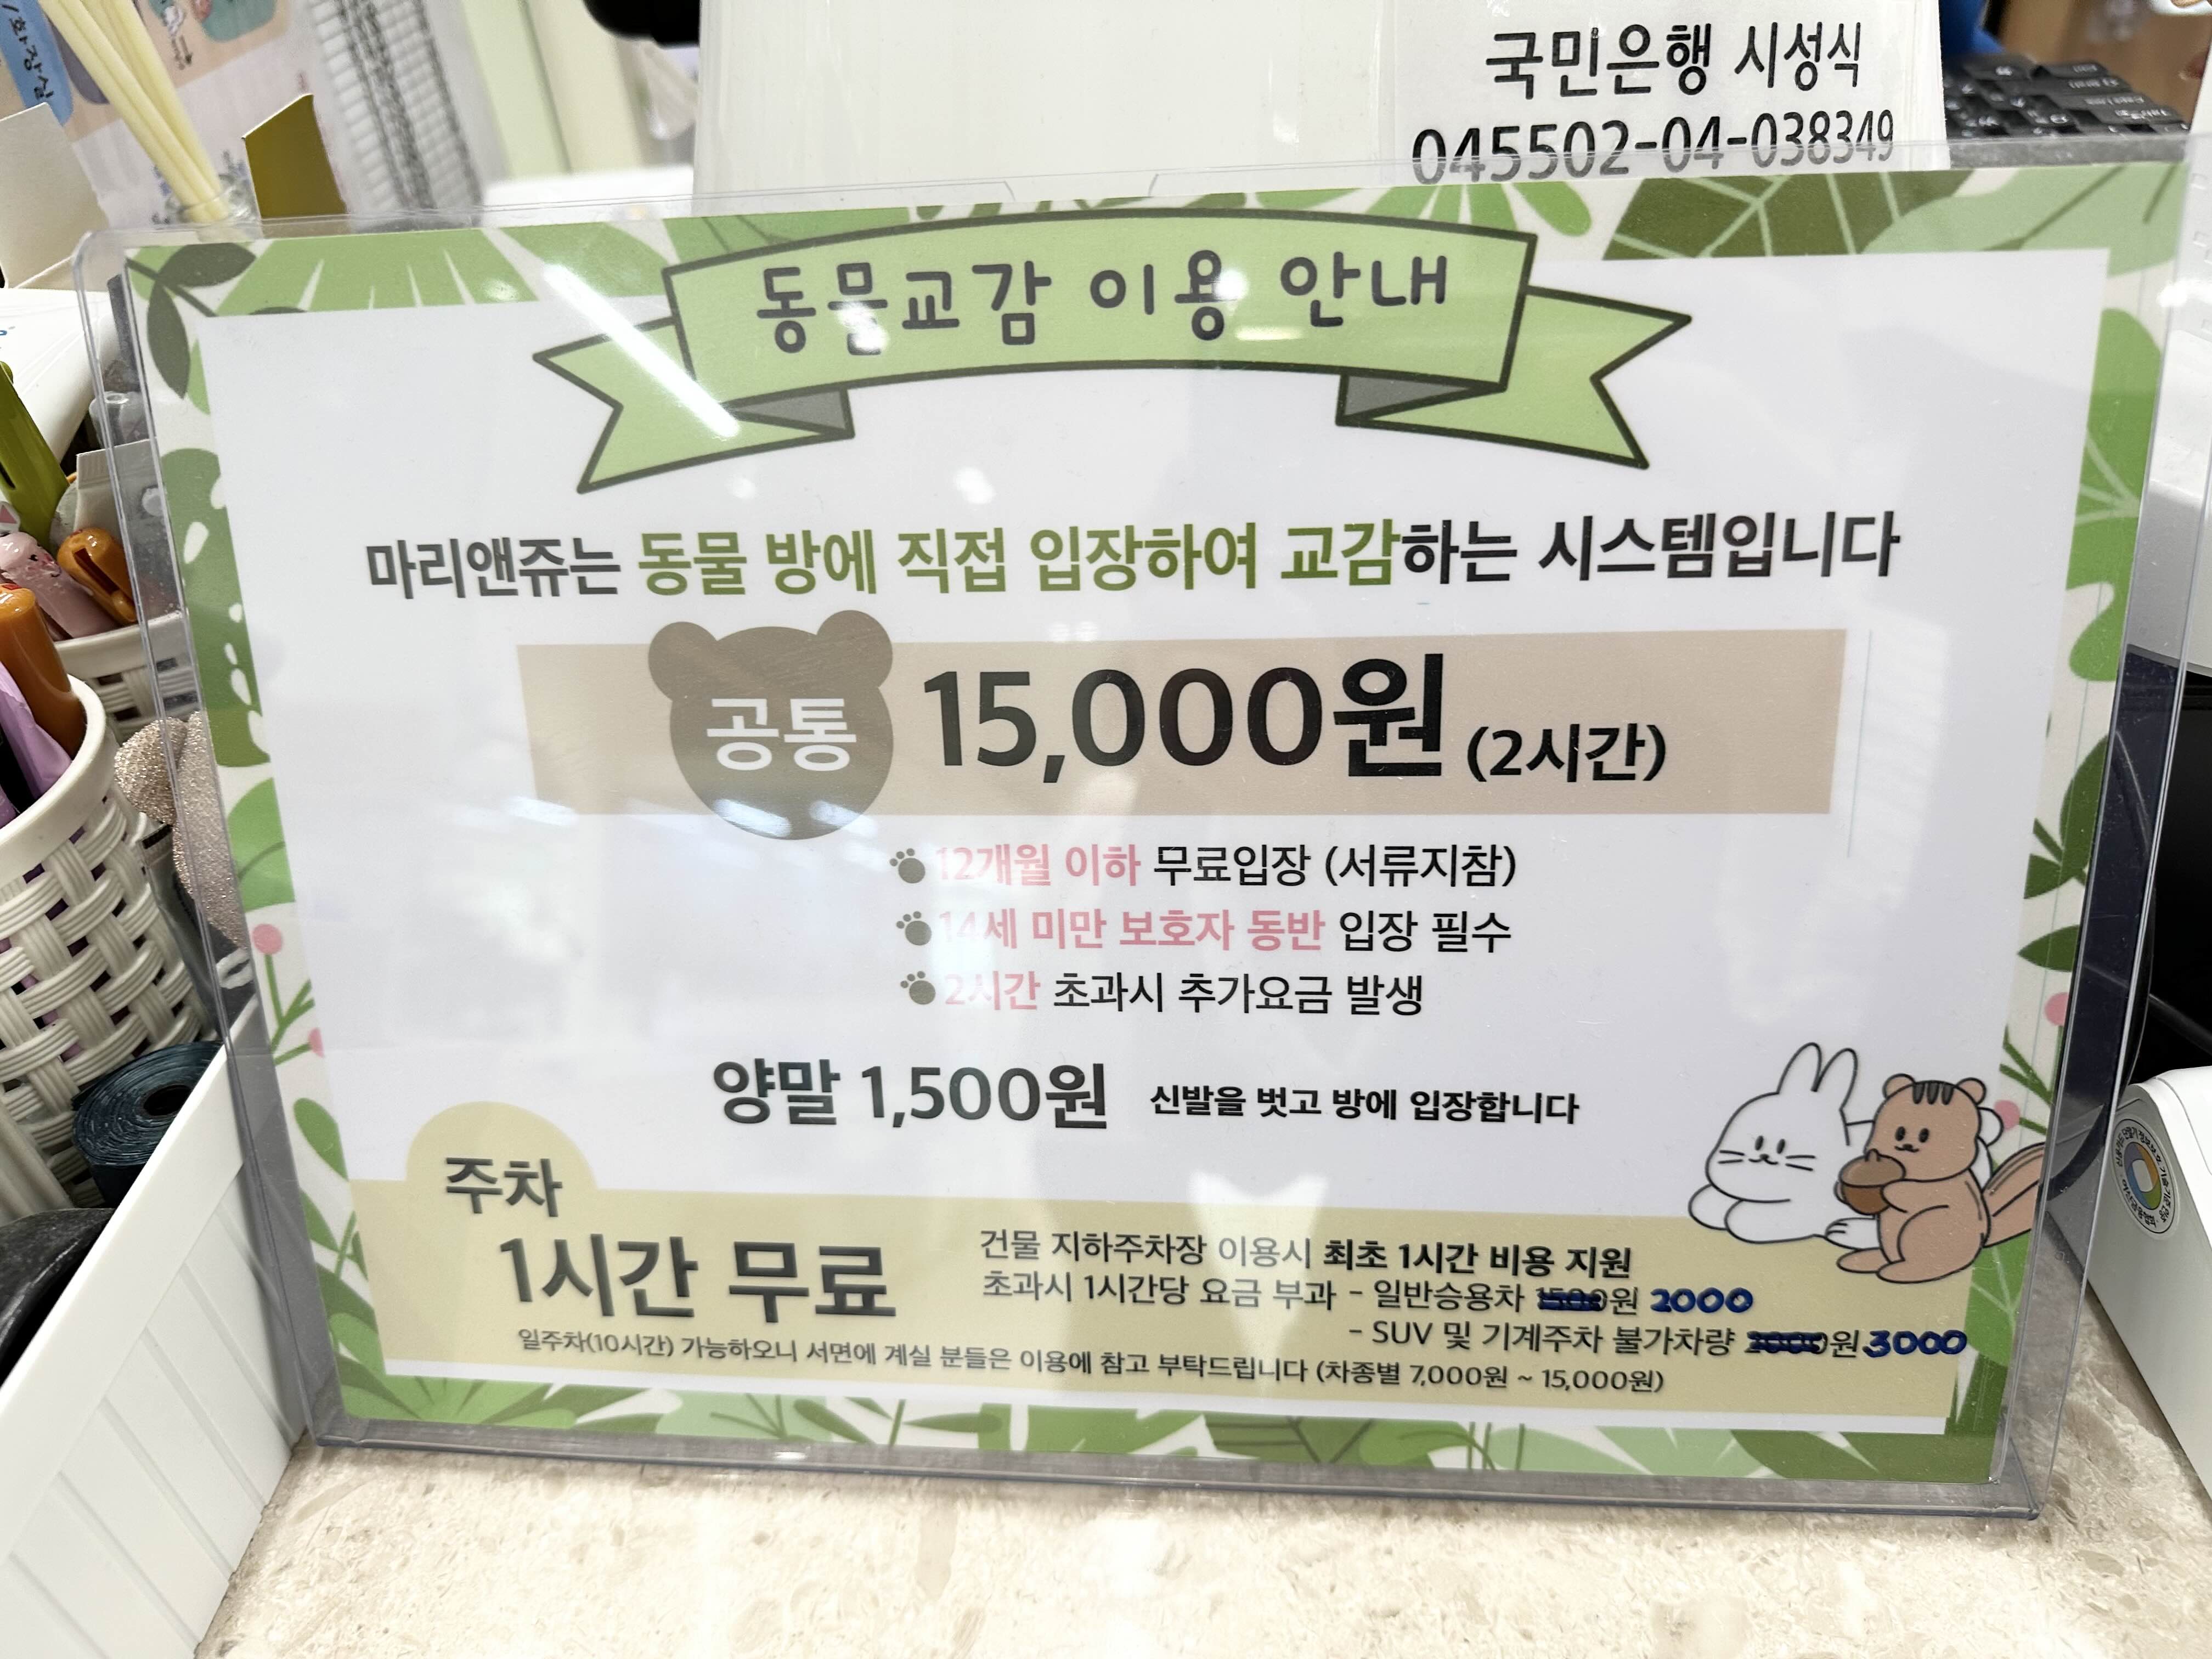 국민은행 시성식
045502-04-038349
동물교감 이용 안내
마리앤쥬는 동물 방에 직접 입장하여 교감하는 시스템입니다
공통 15,000원 (2시간)
12개월 이하 무료입장 (서류지참)
14세 미만 보호자 동반 입장 필수
2시간 초과시 추가요금 발생
양말 1,500원 신발을 벗고 방에 입장합니다
주차
1시간 무료
건물 지하주차장 이용시 최초 1시간 비용 지원
초과시 1시간당 요금 부과 - 일반승용차 1500원 2000
- SUV 및 기계주차 불가차량 2000원 3000
일주차(10시간) 가능하오니 서면에 계실 분들은 이용에 참고 부탁드립니다 (차종별 7,000원 ~ 15,000원)